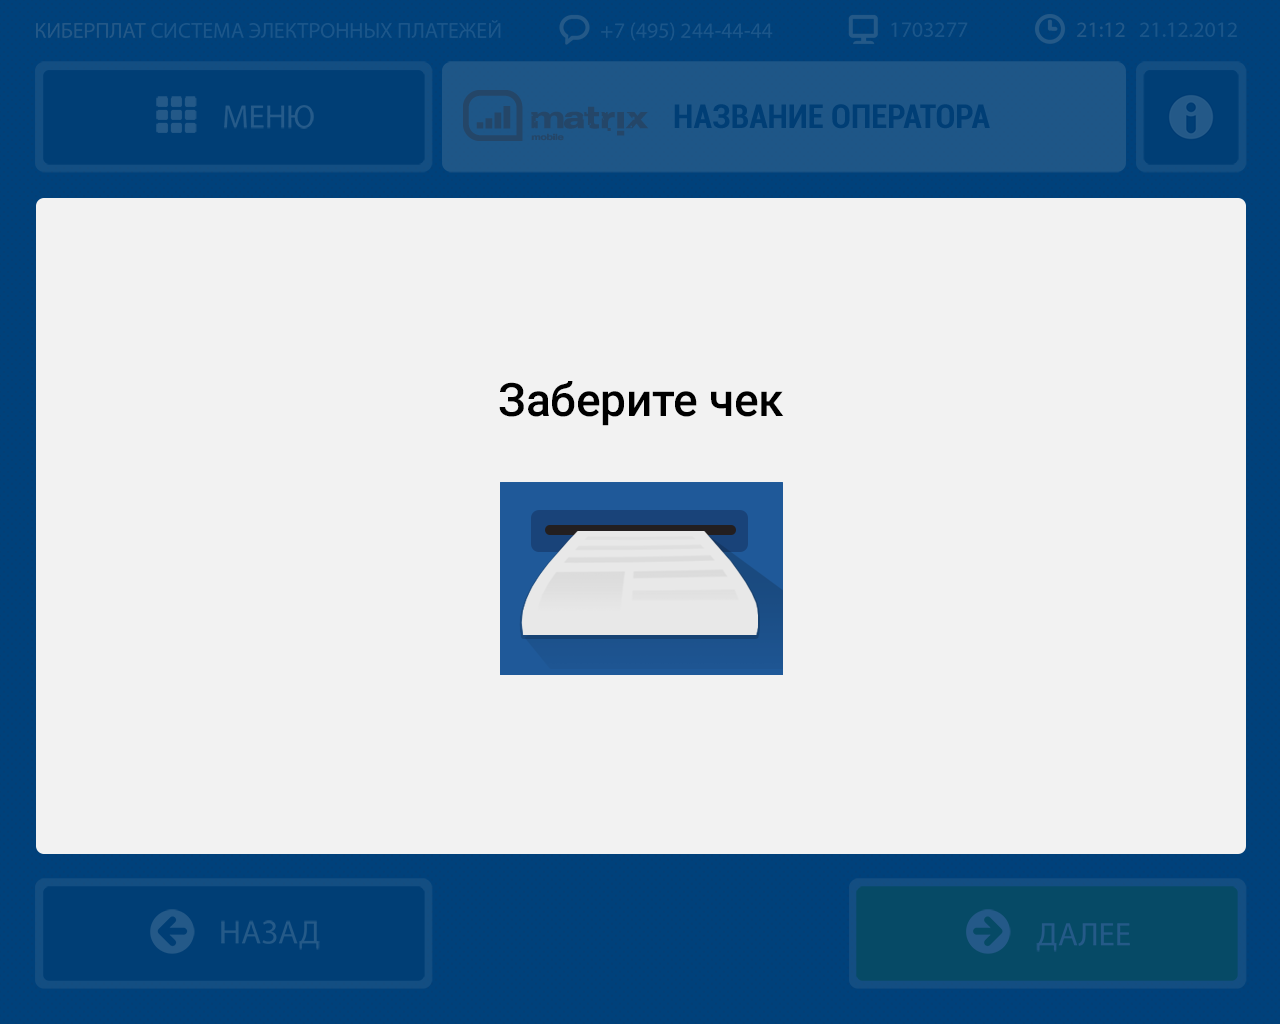 КИБЕРПЛАТ СИСТЕМА ЭЛЕКТРОННЫХ ПЛАТЕЖЕЙ +7 (495) 244-44-44 1703277 21:12 21.12.2012
МЕНЮ matrix mobile НАЗВАНИЕ ОПЕРАТОРА
Заберите чек
НАЗАД ДАЛЕЕ